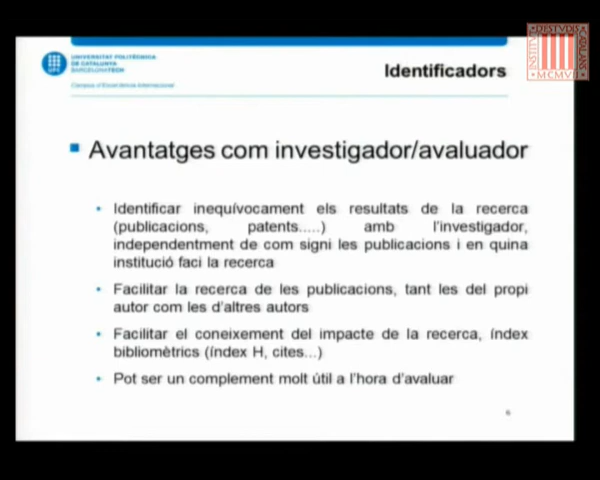 INSTITVT
D'ESTVDIS
CATALANS
MCMVII
UNIVERSITAT POLITÈCNICA
DE CATALUNYA
BARCELONATECH
UPC
Campus d'Excel·lència Internacional
Identificadors
Avantatges com investigador/avaluador
• Identificar inequívocament els resultats de la recerca
(publicacions, patents.....) amb l'investigador,
independentment de com signi les publicacions i en quina
institució faci la recerca
• Facilitar la recerca de les publicacions, tant les del propi
autor com les d'altres autors
• Facilitar el coneixement del impacte de la recerca, índex
bibliomètrics (índex H, cites...)
• Pot ser un complement molt útil a l'hora d'avaluar